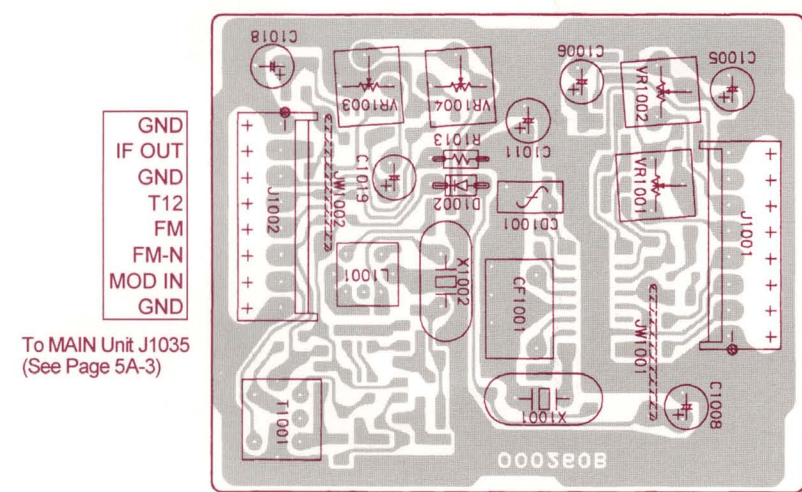 C1018
VR1003
VR1004
C1006
VR1002
C1005
GND
IF OUT
GND
T12
FM
FM-N
MOD IN
GND
J1002
JW1002
C1019
R1013
D1002
C1011
CD1001
VR1001
J1001
L1001
X1002
CF1001
JW1001
To MAIN Unit J1035
(See Page 5A-3)
T1001
X1001
C1008
000260B